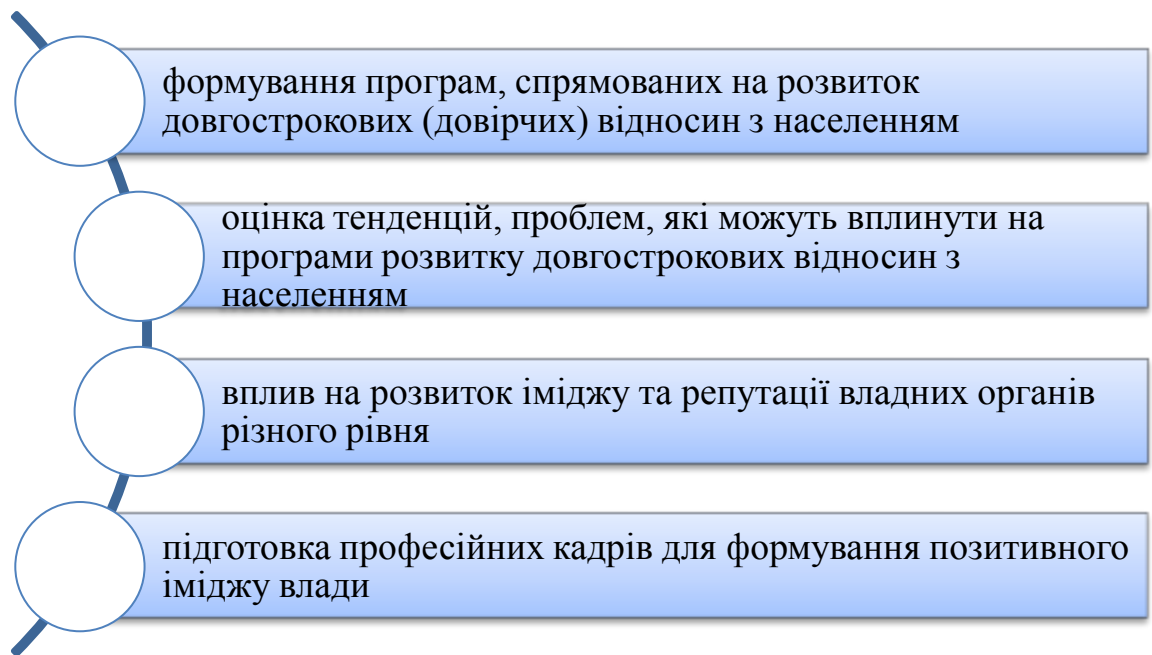 формування програм, спрямованих на розвиток
довгострокових (довірчих) відносин з населенням
оцінка тенденцій, проблем, які можуть вплинути на
програми розвитку довгострокових відносин з
населенням
вплив на розвиток іміджу та репутації владних органів
різного рівня
підготовка професійних кадрів для формування позитивного
іміджу влади